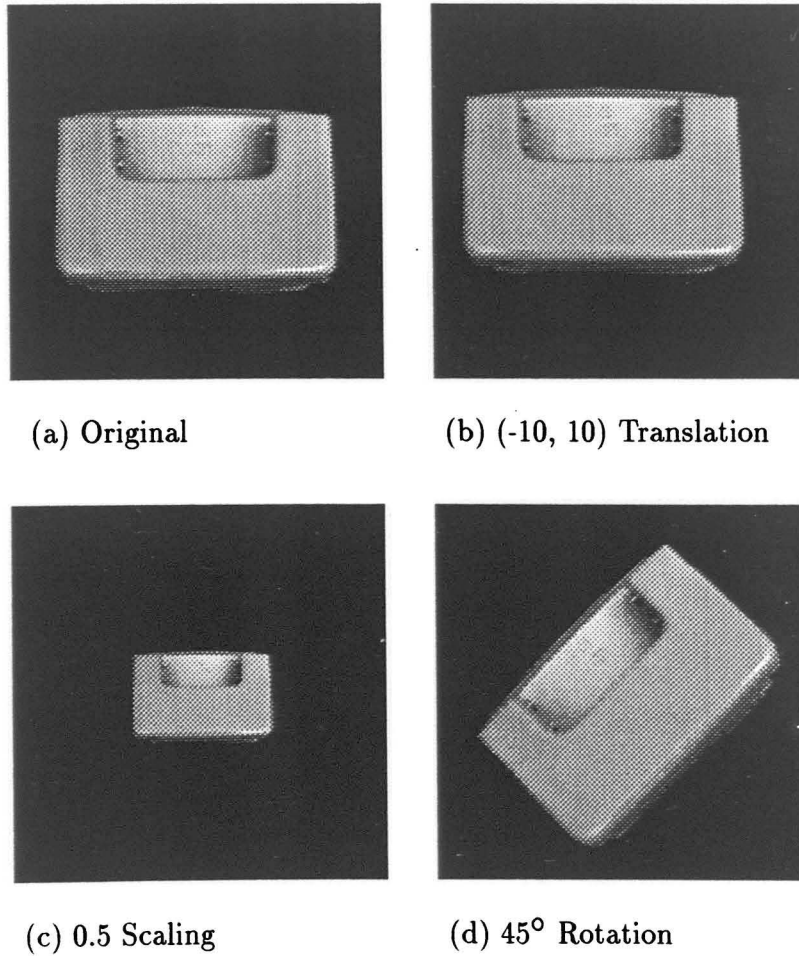 (a) Original
(b) (-10, 10) Translation
(c) 0.5 Scaling
(d) 45° Rotation